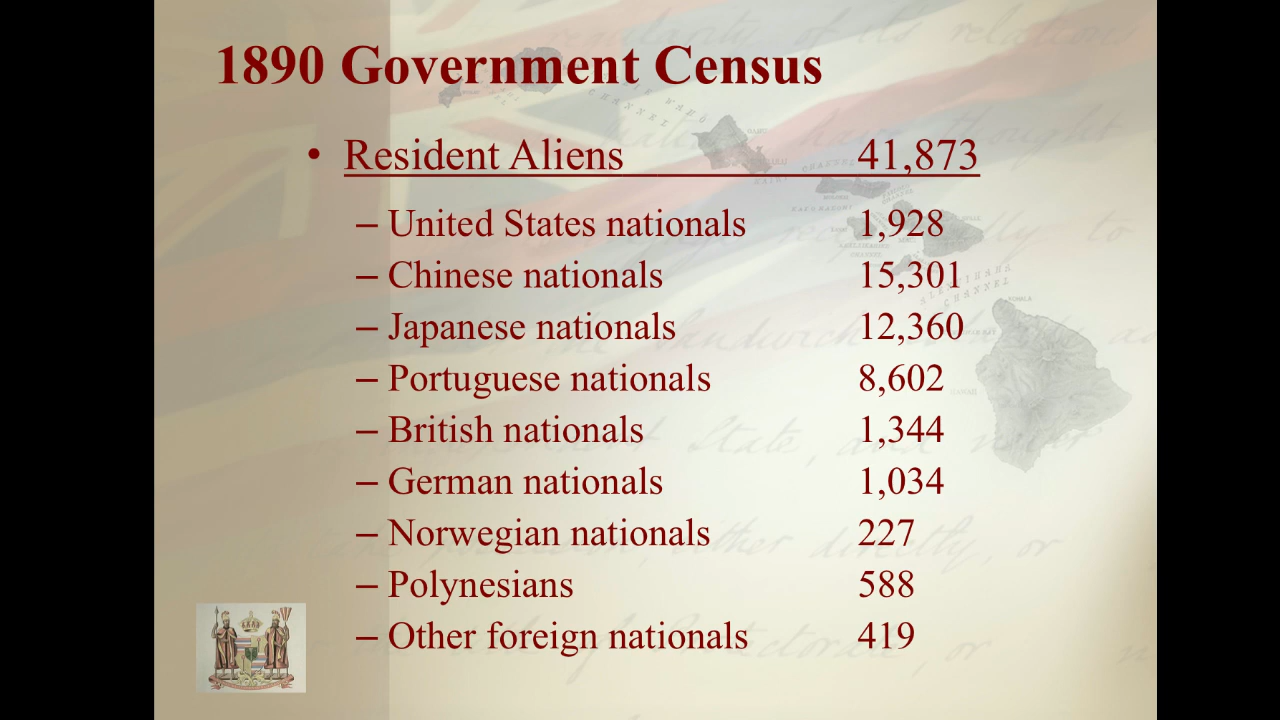 1890 Government Census
• Resident Aliens 41,873
– United States nationals 1,928
– Chinese nationals 15,301
– Japanese nationals 12,360
– Portuguese nationals 8,602
– British nationals 1,344
– German nationals 1,034
– Norwegian nationals 227
– Polynesians 588
– Other foreign nationals 419